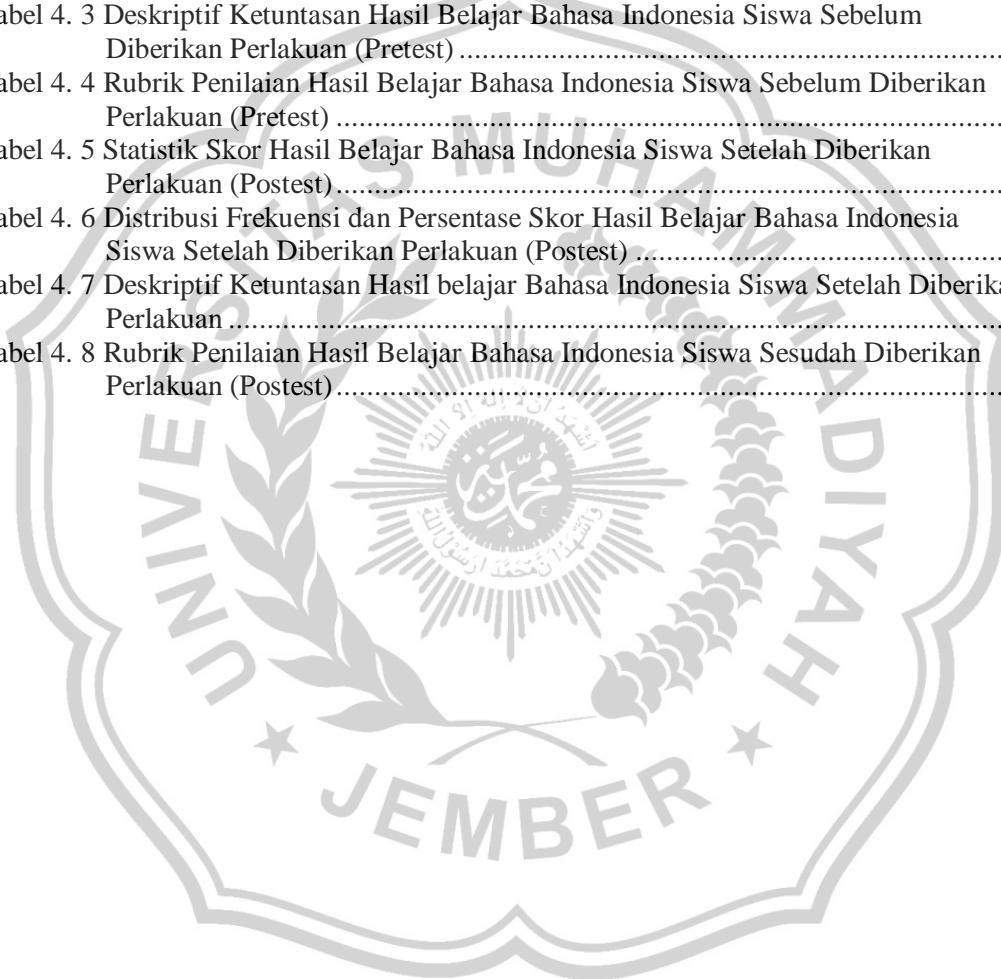 abel 4. 3 Deskriptif Ketuntasan Hasil Belajar Bahasa Indonesia Siswa Sebelum
Diberikan Perlakuan (Pretest) ........................................................................
abel 4. 4 Rubrik Penilaian Hasil Belajar Bahasa Indonesia Siswa Sebelum Diberikan
Perlakuan (Pretest) ........................................................................................
abel 4. 5 Statistik Skor Hasil Belajar Bahasa Indonesia Siswa Setelah Diberikan
Perlakuan (Postest) ........................................................................................
abel 4. 6 Distribusi Frekuensi dan Persentase Skor Hasil Belajar Bahasa Indonesia
Siswa Setelah Diberikan Perlakuan (Postest) ................................................
abel 4. 7 Deskriptif Ketuntasan Hasil belajar Bahasa Indonesia Siswa Setelah Diberika
Perlakuan ......................................................................................................
abel 4. 8 Rubrik Penilaian Hasil Belajar Bahasa Indonesia Siswa Sesudah Diberikan
Perlakuan (Postest) ........................................................................................
UNIVERSITAS MUHAMMADIYAH
JEMBER